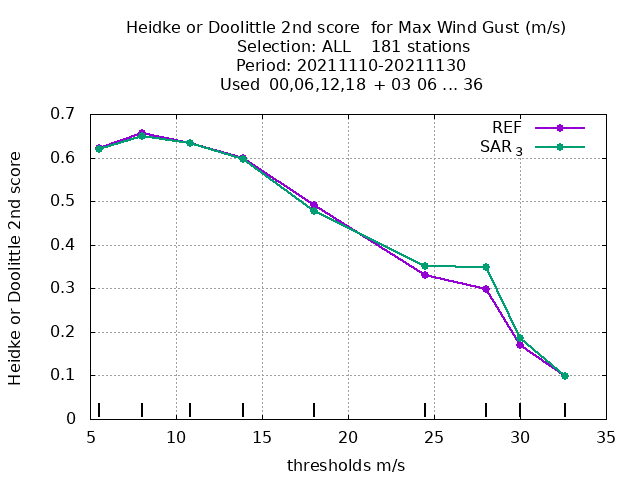 Heidke or Doolittle 2nd score  for Max Wind Gust (m/s)
Selection: ALL    181 stations
Period: 20211110-20211130
Used  00,06,12,18  + 03 06 ... 36
0.7
REF
SAR 3
0.6
0.5
0.4
0.3
0.2
0.1
0
Heidke or Doolittle 2nd score
5 10 15 20 25 30 35
thresholds m/s